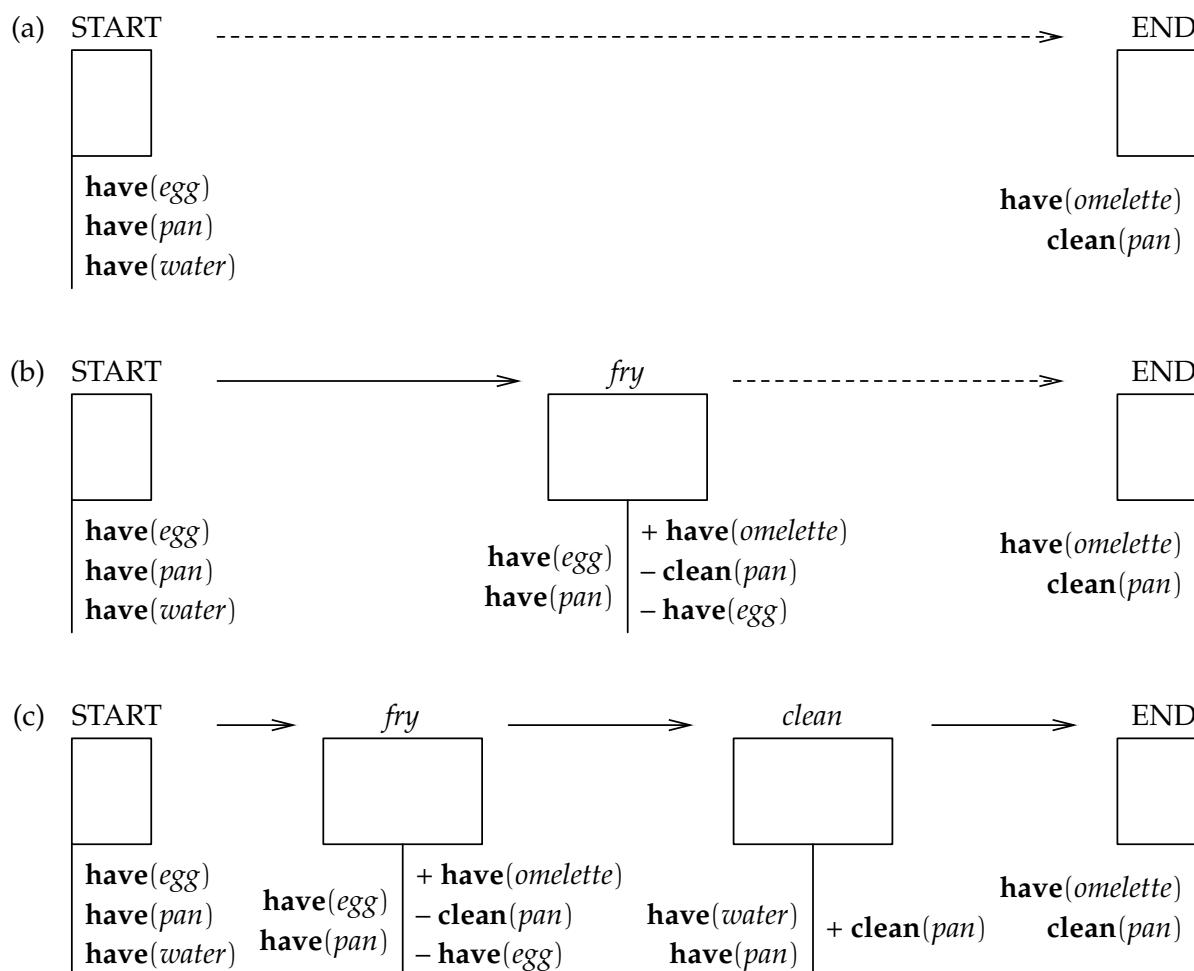 (a) START END
have(egg)
have(pan)
have(water)
have(omelette)
clean(pan)
(b) START fry END
have(egg)
have(pan)
have(water)
have(egg)
have(pan)
+ have(omelette)
– clean(pan)
– have(egg)
have(omelette)
clean(pan)
(c) START fry clean END
have(egg)
have(pan)
have(water)
have(egg)
have(pan)
+ have(omelette)
– clean(pan)
– have(egg)
have(water)
have(pan)
+ clean(pan)
have(omelette)
clean(pan)